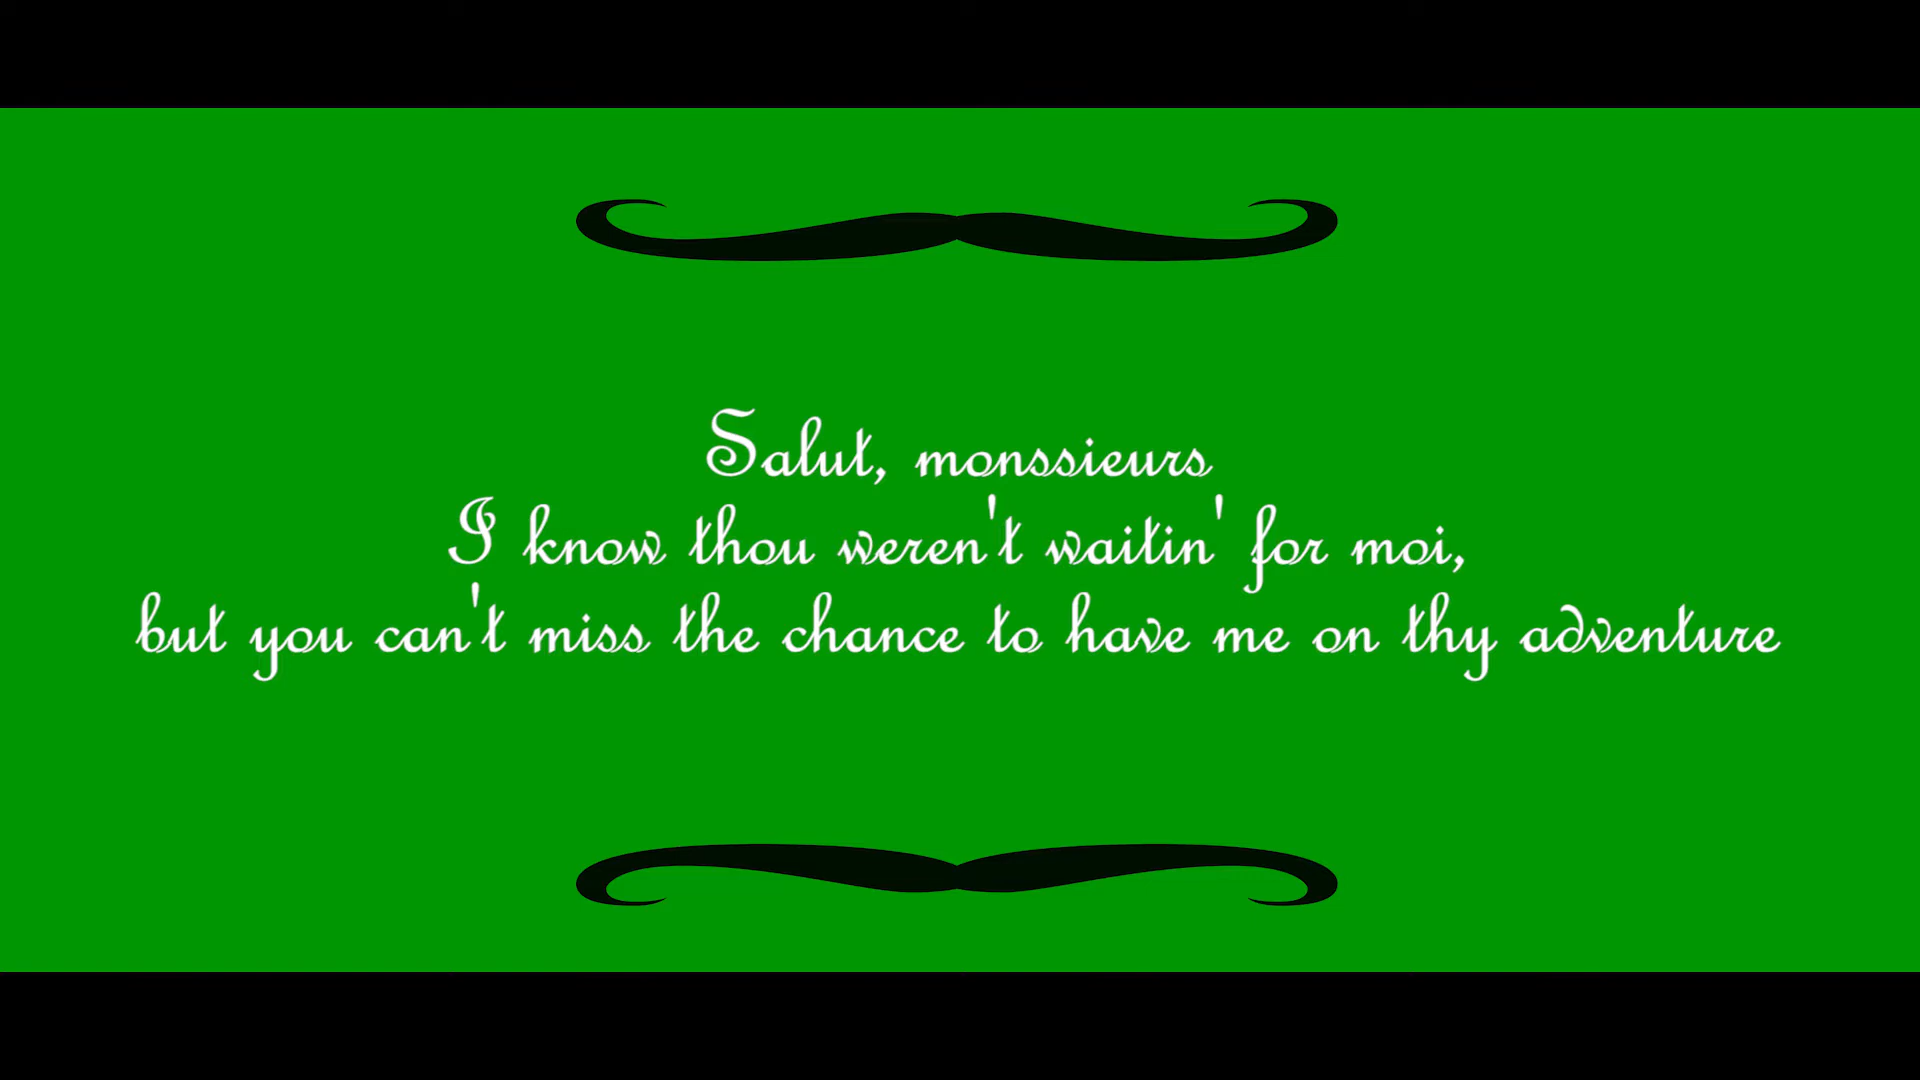 Salut, monssieurs
I know thou weren't waitin' for moi,
but you can't miss the chance to have me on thy adventure